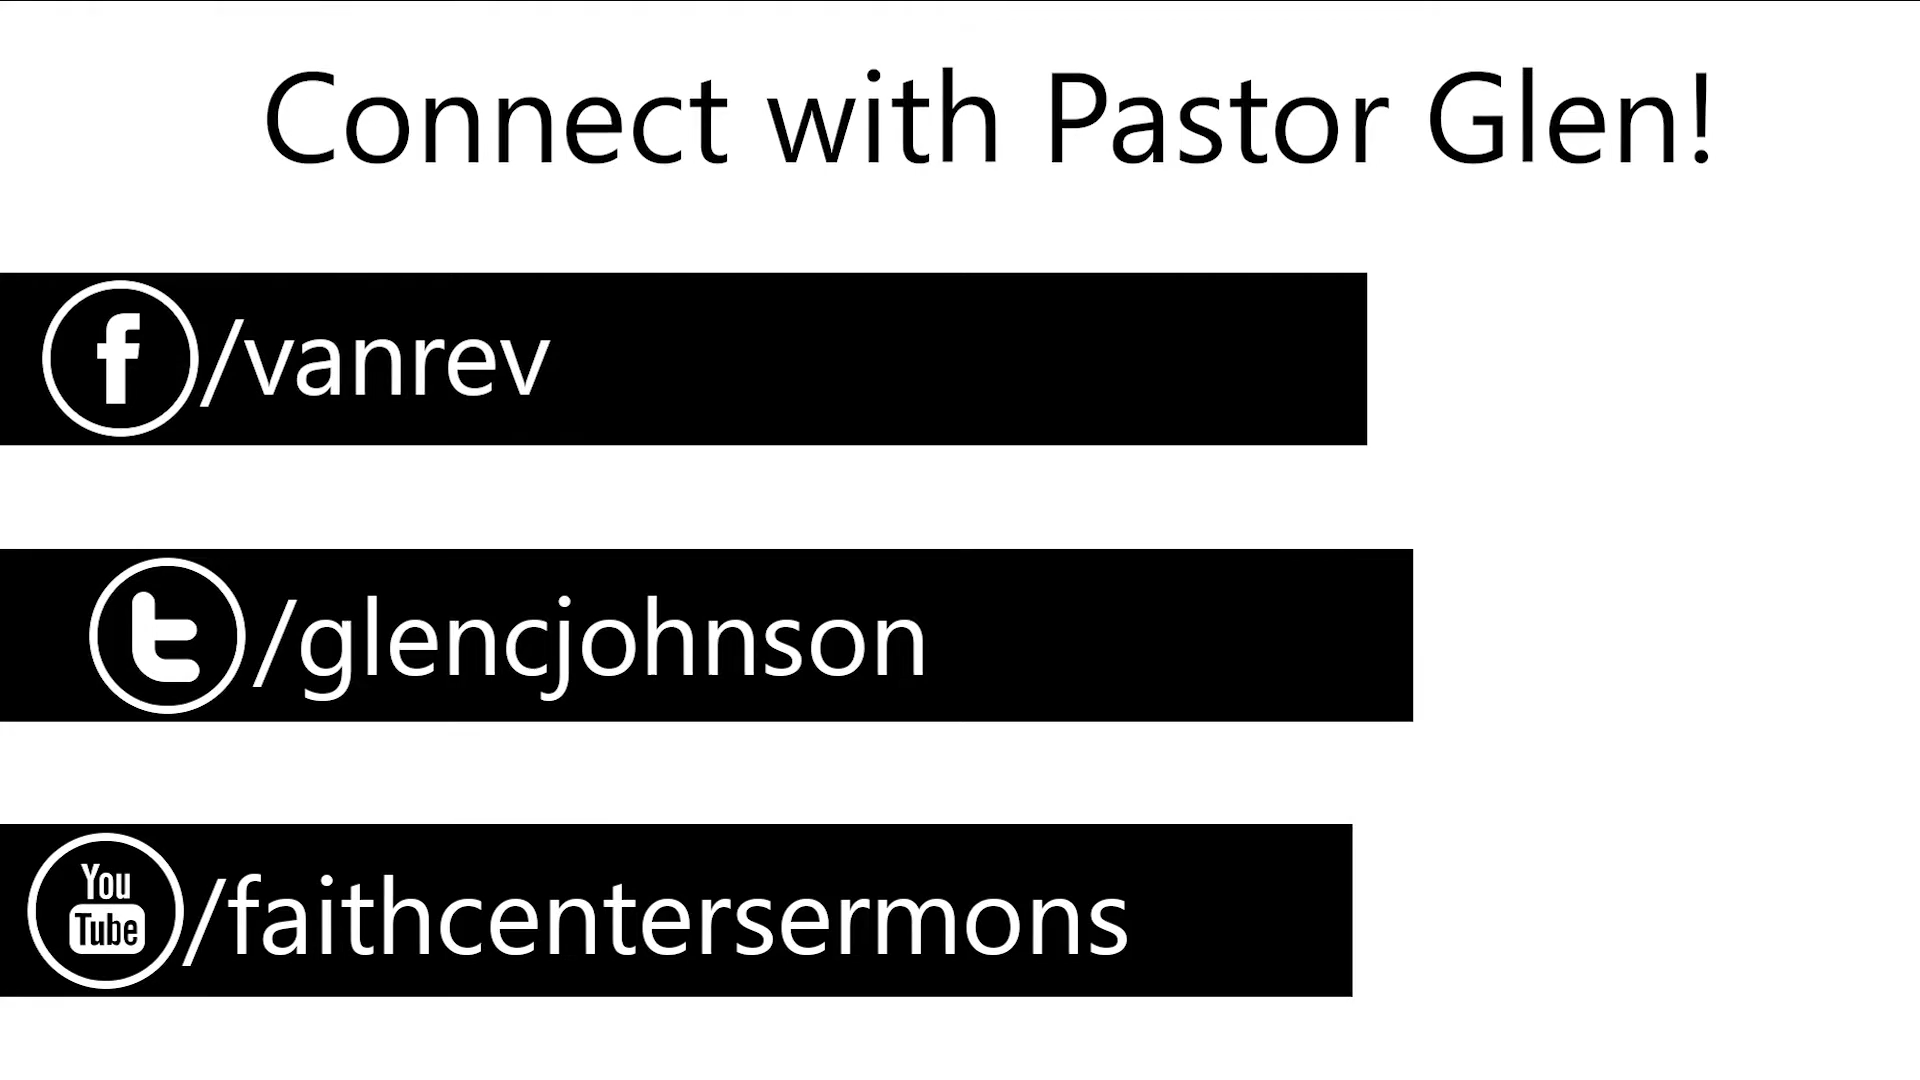 Connect with Pastor Glen!
f/vanrev
t/glencjohnson
You
Tube/faithcentersermons